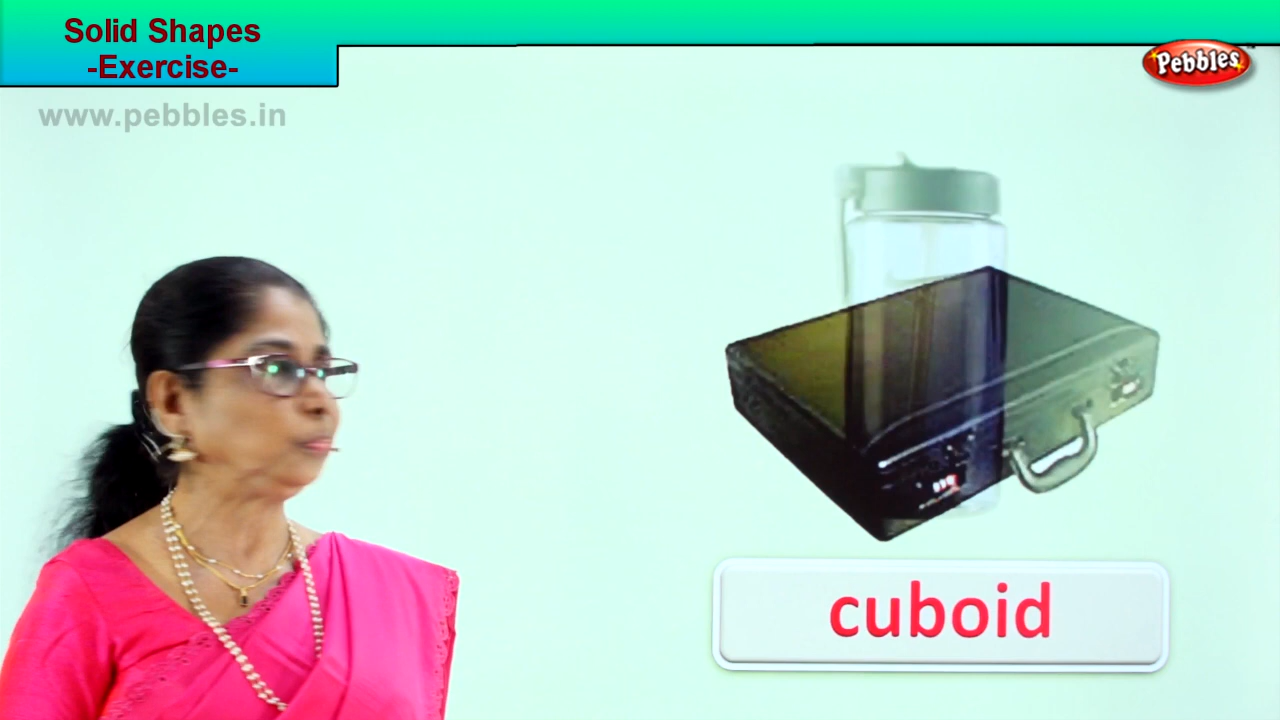 Solid Shapes
-Exercise-
Pebbles
www.pebbles.in
cuboid